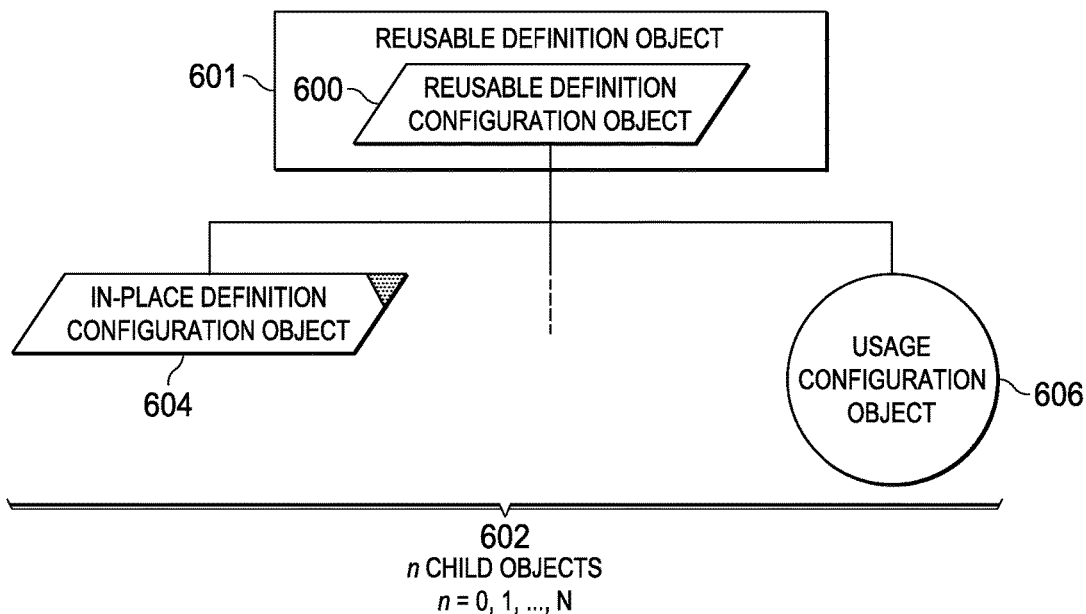 REUSABLE DEFINITION OBJECT
601
600
REUSABLE DEFINITION
CONFIGURATION OBJECT
IN-PLACE DEFINITION
CONFIGURATION OBJECT
604
USAGE
CONFIGURATION
OBJECT
606
602
n CHILD OBJECTS
n = 0, 1, ..., N